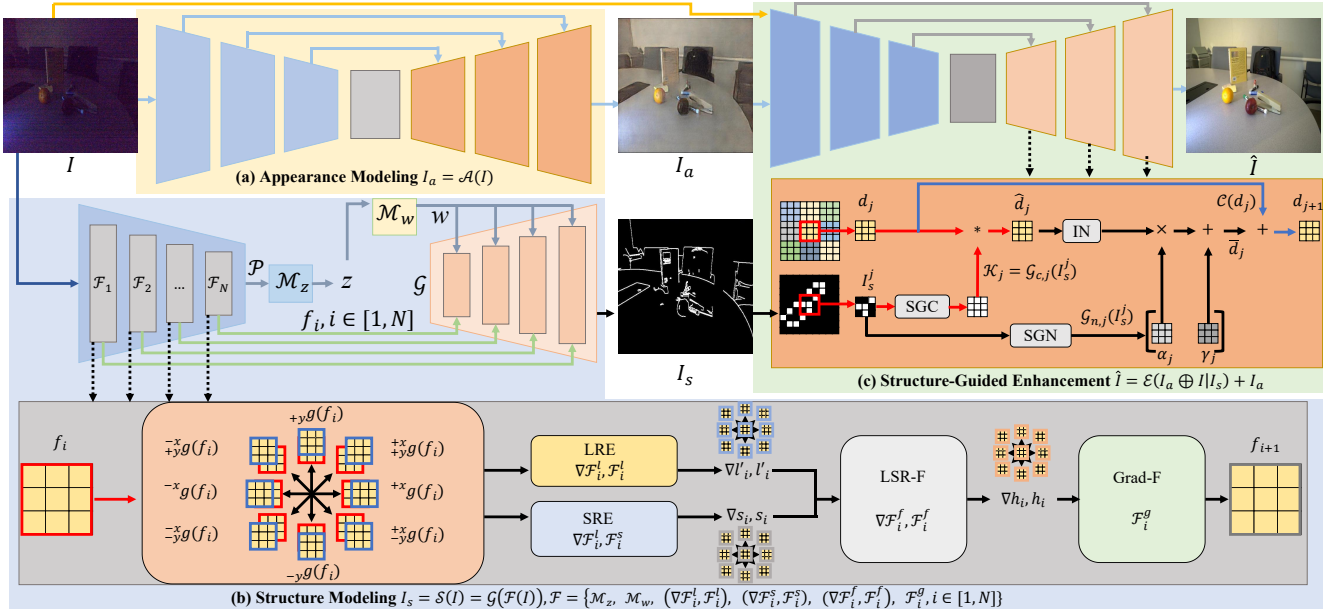 I
(a) Appearance Modeling I_a = 𝒜(I)
I_a
Î
ℱ_1
ℱ_2
...
ℱ_N
𝒫
ℳ_z
z
ℳ_w
w
𝒢
f_i, i ∈ [1, N]
I_s
d_j
*
d̂_j
IN
×
+
d̅_j
+
𝒞(d_j)
d_{j+1}
𝒦_j = 𝒢_{c,j}(I_s^j)
I_s^j
SGC
SGN
𝒢_{n,j}(I_s^j)
α_j
γ_j
(c) Structure-Guided Enhancement Î = ℰ(I_a ⊕ I|I_s) + I_a
f_i
+y g(f_i)
−x +y g(f_i)
+x +y g(f_i)
−x g(f_i)
+x g(f_i)
−x −y g(f_i)
+x −y g(f_i)
−y g(f_i)
LRE
∇ℱ_i^l, ℱ_i^l
∇l'_i, l'_i
SRE
∇ℱ_i^l, ℱ_i^s
∇s_i, s_i
LSR-F
∇ℱ_i^f, ℱ_i^f
∇h_i, h_i
Grad-F
ℱ_i^g
f_{i+1}
(b) Structure Modeling I_s = 𝒮(I) = 𝒢(ℱ(I)), ℱ = {ℳ_z, ℳ_w, (∇ℱ_i^l, ℱ_i^l), (∇ℱ_i^s, ℱ_i^s), (∇ℱ_i^f, ℱ_i^f), ℱ_i^g, i ∈ [1, N]}